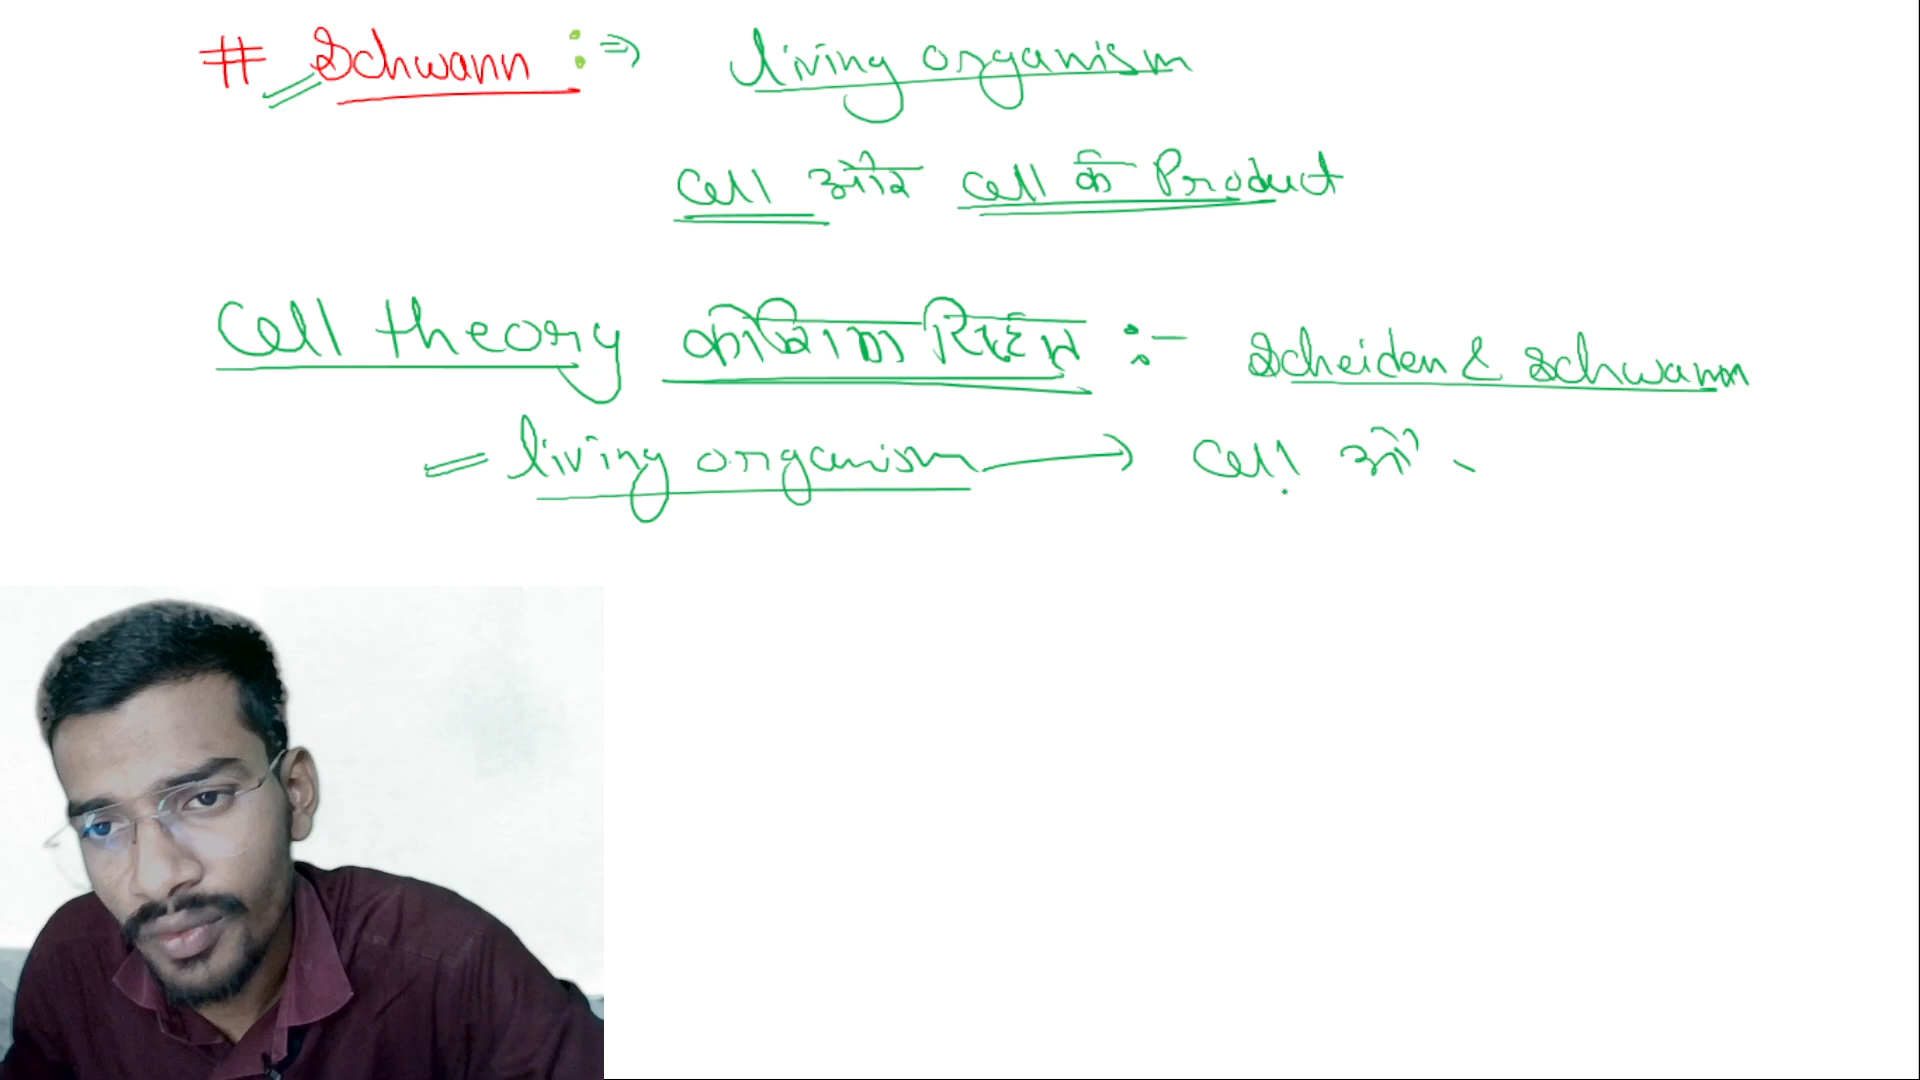 # Schwann :⇒ living organism
cell और cell के Product
Cell theory कोशिका सिद्धांत :- Scheiden & Schwann
= living organism → Cell औ